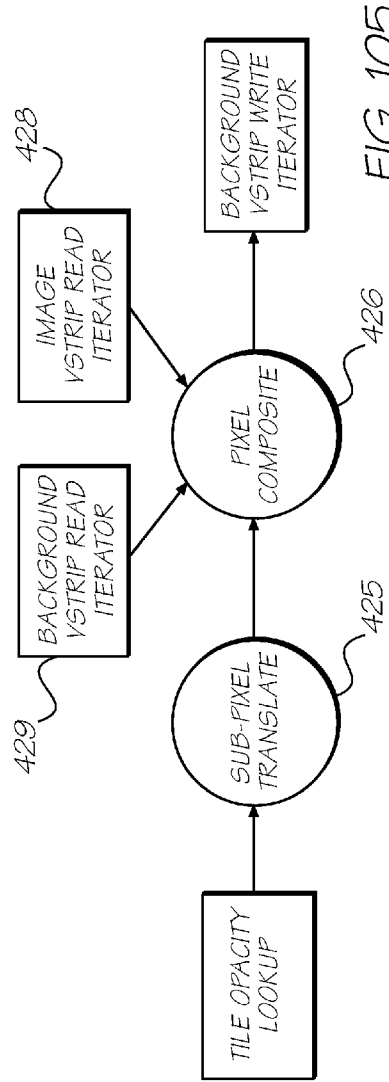 428
IMAGE
VSTRIP READ
ITERATOR
429
BACKGROUND
VSTRIP READ
ITERATOR
TILE OPACITY
LOOKUP
SUB-PIXEL
TRANSLATE
425
PIXEL
COMPOSITE
426
BACKGROUND
VSTRIP WRITE
ITERATOR
FIG. 105